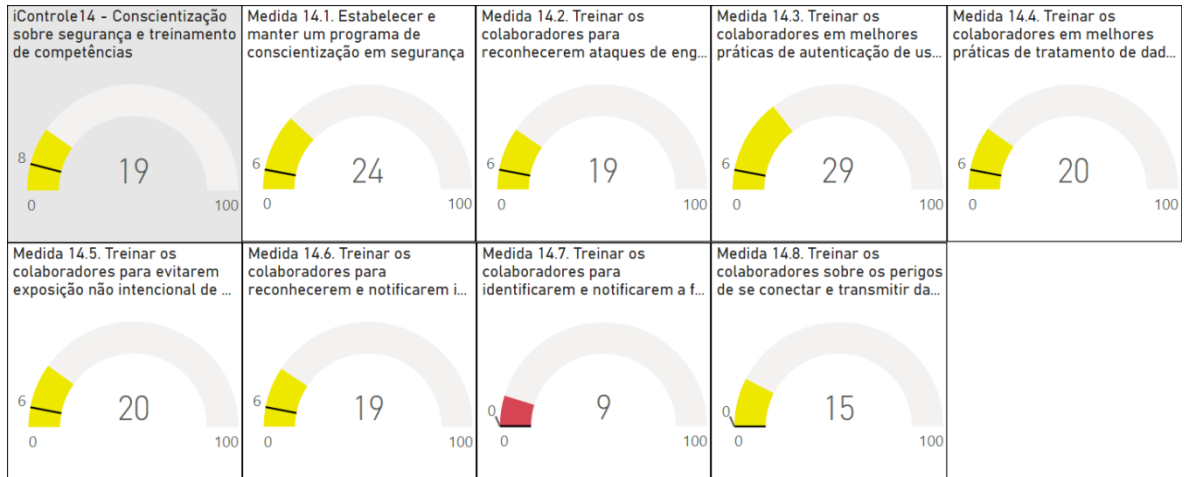 iControle14 - Conscientização
sobre segurança e treinamento
de competências
8
19
0
100
Medida 14.1. Estabelecer e
manter um programa de
conscientização em segurança
6
24
0
100
Medida 14.2. Treinar os
colaboradores para
reconhecerem ataques de eng...
6
19
0
100
Medida 14.3. Treinar os
colaboradores em melhores
práticas de autenticação de us...
6
29
0
100
Medida 14.4. Treinar os
colaboradores em melhores
práticas de tratamento de dad...
6
20
0
100
Medida 14.5. Treinar os
colaboradores para evitarem
exposição não intencional de ...
6
20
0
100
Medida 14.6. Treinar os
colaboradores para
reconhecerem e notificarem i...
6
19
0
100
Medida 14.7. Treinar os
colaboradores para
identificarem e notificarem a f...
0
9
0
100
Medida 14.8. Treinar os
colaboradores sobre os perigos
de se conectar e transmitir da...
0
15
0
100